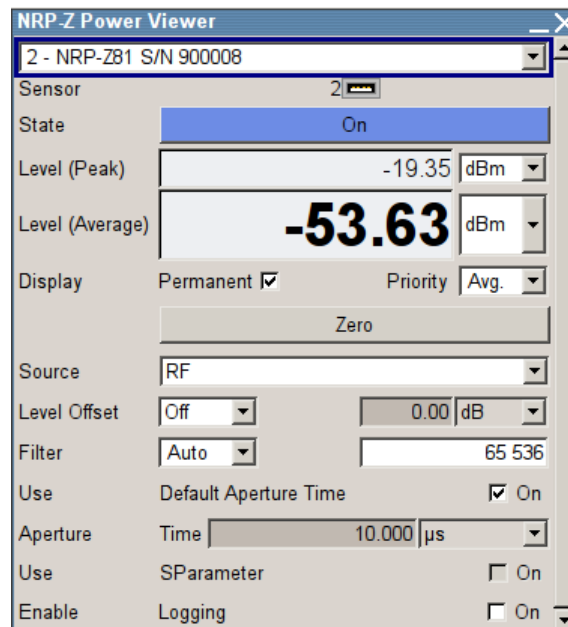 NRP-Z Power Viewer
2 - NRP-Z81 S/N 900008
Sensor 2
State On
Level (Peak) -19.35 dBm
Level (Average) -53.63 dBm
Display Permanent Priority Avg.
Zero
Source RF
Level Offset Off 0.00 dB
Filter Auto 65 536
Use Default Aperture Time On
Aperture Time 10.000 µs
Use SParameter On
Enable Logging On